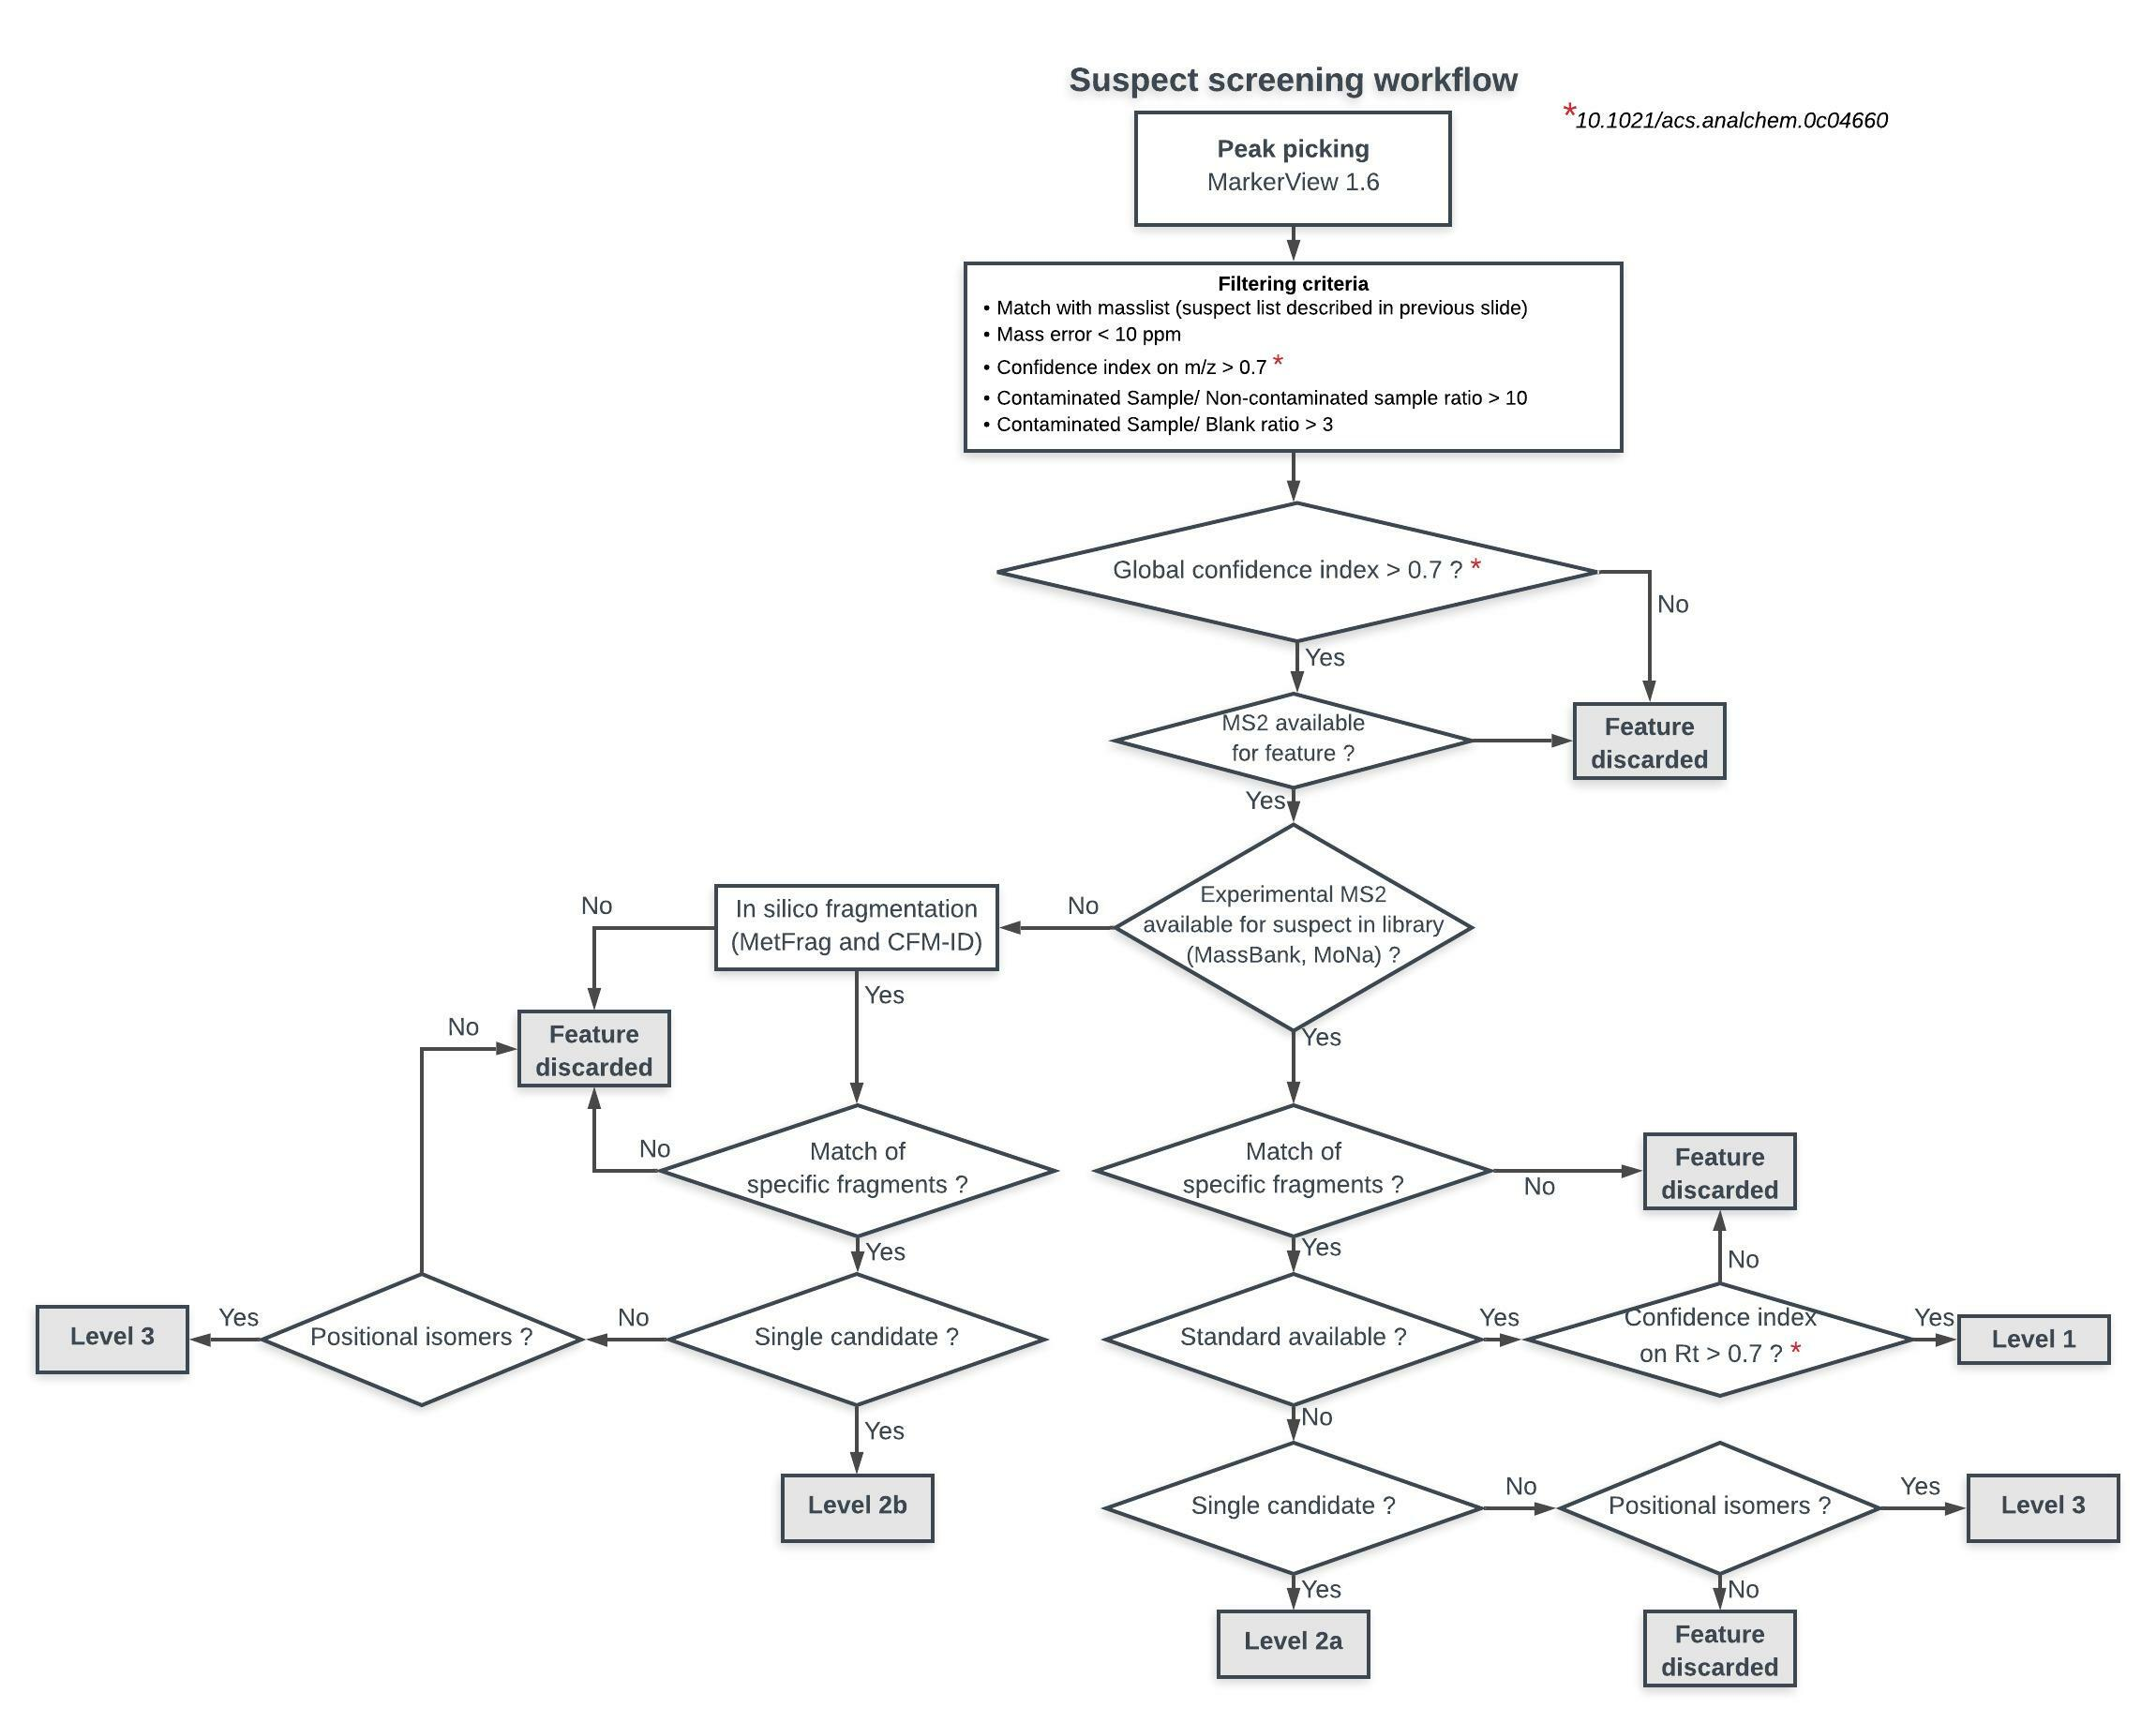 Suspect screening workflow
*10.1021/acs.analchem.0c04660
Peak picking
MarkerView 1.6
Filtering criteria
• Match with masslist (suspect list described in previous slide)
• Mass error < 10 ppm
• Confidence index on m/z > 0.7 *
• Contaminated Sample/ Non-contaminated sample ratio > 10
• Contaminated Sample/ Blank ratio > 3
Global confidence index > 0.7 ? *
No
Yes
MS2 available
for feature ?
Feature
discarded
Yes
Experimental MS2
available for suspect in library
(MassBank, MoNa) ?
No
In silico fragmentation
(MetFrag and CFM-ID)
No
Yes
Yes
Feature
discarded
No
Match of
specific fragments ?
No
Yes
Match of
specific fragments ?
No
Feature
discarded
Yes
No
Level 3
Yes
Positional isomers ?
No
Single candidate ?
Yes
Level 2b
Standard available ?
Yes
Confidence index
on Rt > 0.7 ? *
Yes
Level 1
No
Single candidate ?
No
Positional isomers ?
Yes
Level 3
Yes
No
Level 2a
Feature
discarded